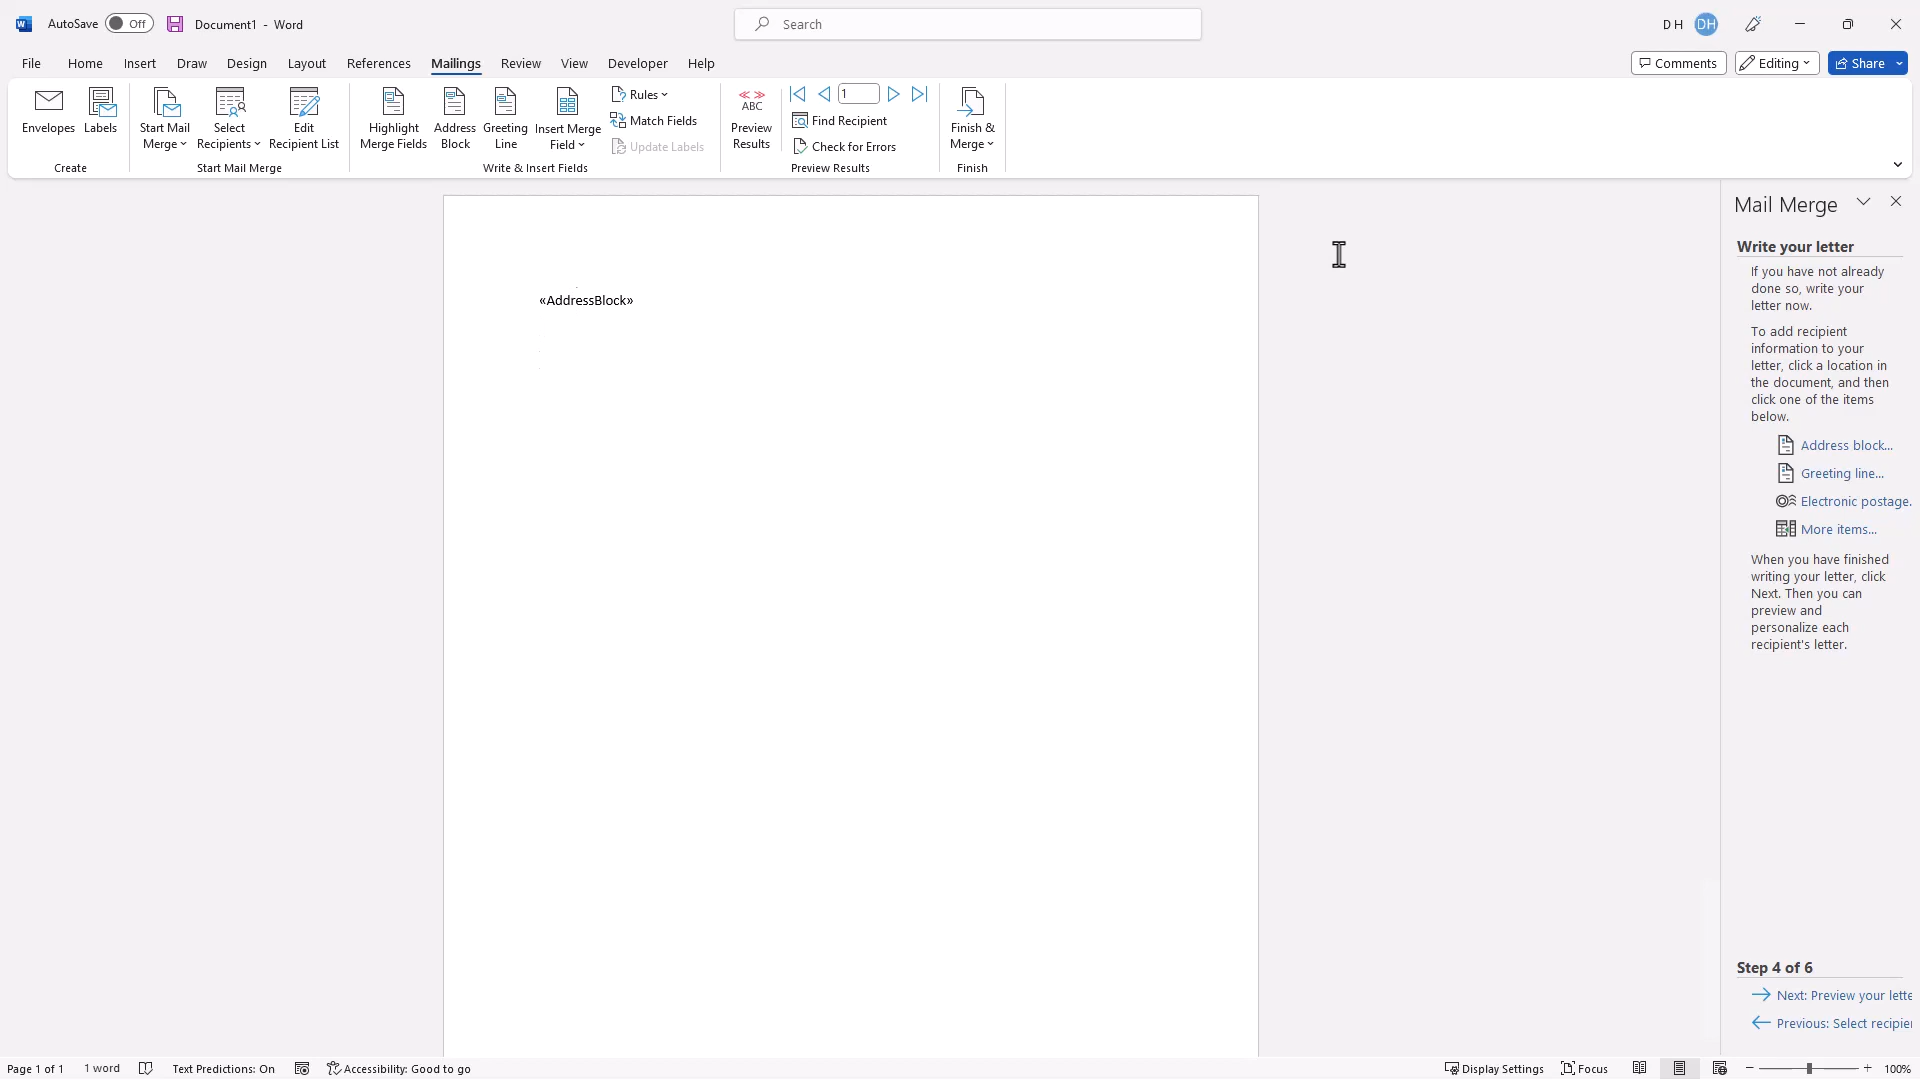 AutoSave Off Document1 - Word Search D H DH
File Home Insert Draw Design Layout References Mailings Review View Developer Help Comments Editing Share
Envelopes
Labels
Create
Start Mail
Merge
Select
Recipients
Edit
Recipient List
Start Mail Merge
Highlight
Merge Fields
Address
Block
Greeting
Line
Insert Merge
Field
Rules
Match Fields
Update Labels
Write & Insert Fields
ABC
Preview
Results
1
Find Recipient
Check for Errors
Preview Results
Finish &
Merge
Finish
«AddressBlock»
Mail Merge
Write your letter
If you have not already
done so, write your
letter now.
To add recipient
information to your
letter, click a location in
the document, and then
click one of the items
below.
Address block...
Greeting line...
Electronic postage.
More items...
When you have finished
writing your letter, click
Next. Then you can
preview and
personalize each
recipient's letter.
Step 4 of 6
Next: Preview your lette
Previous: Select recipie
Page 1 of 1 1 word Text Predictions: On Accessibility: Good to go Display Settings Focus 100%